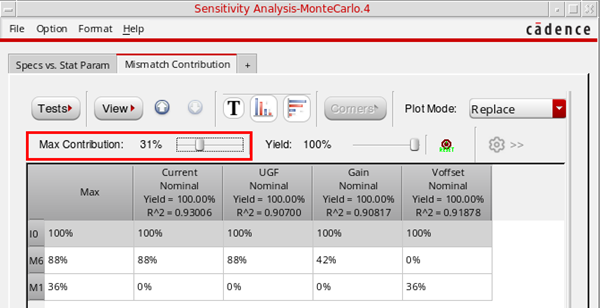 Sensitivity Analysis-MonteCarlo.4
File Option Format Help
cādence
Specs vs. Stat Param Mismatch Contribution +
Tests View T Corners Plot Mode: Replace
Max Contribution: 31% Yield: 100% >>
Max Current Nominal Yield = 100.00% R^2 = 0.93006 UGF Nominal Yield = 100.00% R^2 = 0.90700 Gain Nominal Yield = 100.00% R^2 = 0.90817 Voffset Nominal Yield = 100.00% R^2 = 0.91878
I0 100% 100% 100% 100% 100%
M6 88% 88% 88% 42% 0%
M1 36% 0% 0% 0% 36%